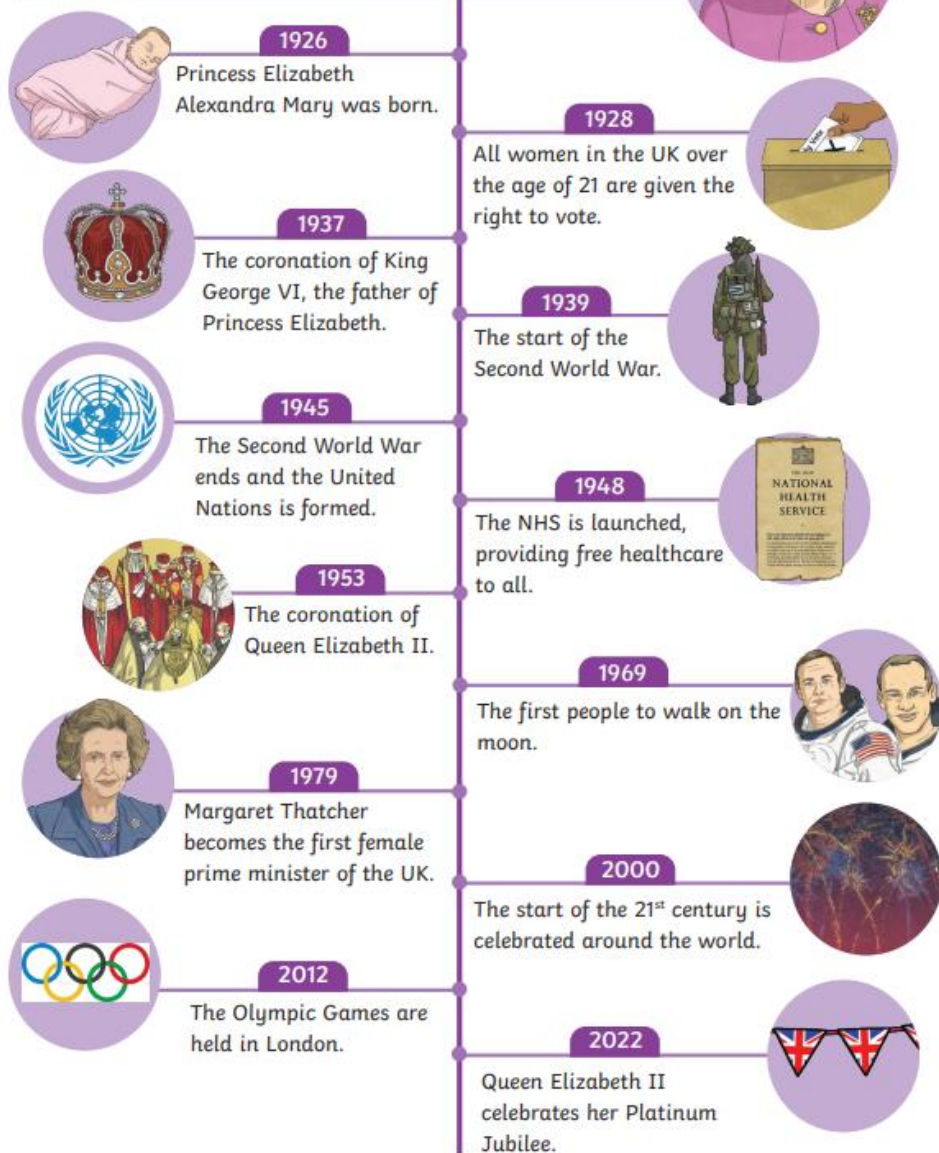 1926
Princess Elizabeth
Alexandra Mary was born.
1928
All women in the UK over
the age of 21 are given the
right to vote.
1937
The coronation of King
George VI, the father of
Princess Elizabeth.
1939
The start of the
Second World War.
1945
The Second World War
ends and the United
Nations is formed.
1948
The NHS is launched,
providing free healthcare
to all.
NATIONAL
HEALTH
SERVICE
1953
The coronation of
Queen Elizabeth II.
1969
The first people to walk on the
moon.
1979
Margaret Thatcher
becomes the first female
prime minister of the UK.
2000
The start of the 21st century is
celebrated around the world.
2012
The Olympic Games are
held in London.
2022
Queen Elizabeth II
celebrates her Platinum
Jubilee.